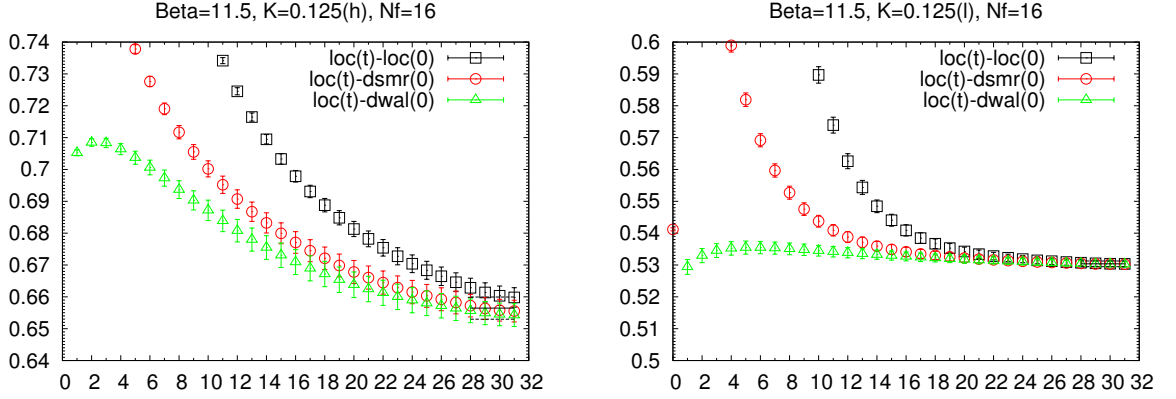 Beta=11.5, K=0.125(h), Nf=16
0.74
0.73
0.72
0.71
0.7
0.69
0.68
0.67
0.66
0.65
0.64
loc(t)-loc(0)
loc(t)-dsmr(0)
loc(t)-dwal(0)
0 2 4 6 8 10 12 14 16 18 20 22 24 26 28 30 32
Beta=11.5, K=0.125(l), Nf=16
0.6
0.59
0.58
0.57
0.56
0.55
0.54
0.53
0.52
0.51
0.5
loc(t)-loc(0)
loc(t)-dsmr(0)
loc(t)-dwal(0)
0 2 4 6 8 10 12 14 16 18 20 22 24 26 28 30 32